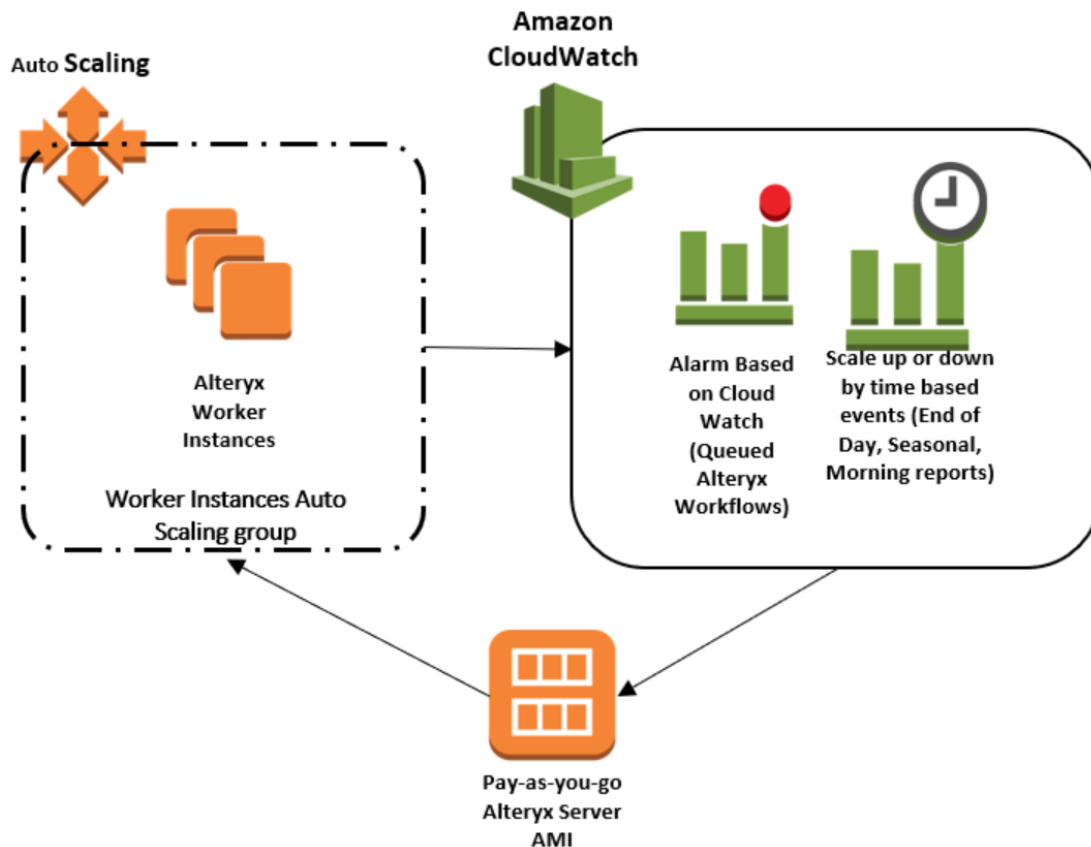 Amazon
CloudWatch
Auto Scaling
Alteryx
Worker
Instances
Worker Instances Auto
Scaling group
Alarm Based
on Cloud
Watch
(Queued
Alteryx
Workflows)
Scale up or down
by time based
events (End of
Day, Seasonal,
Morning reports)
Pay-as-you-go
Alteryx Server
AMI